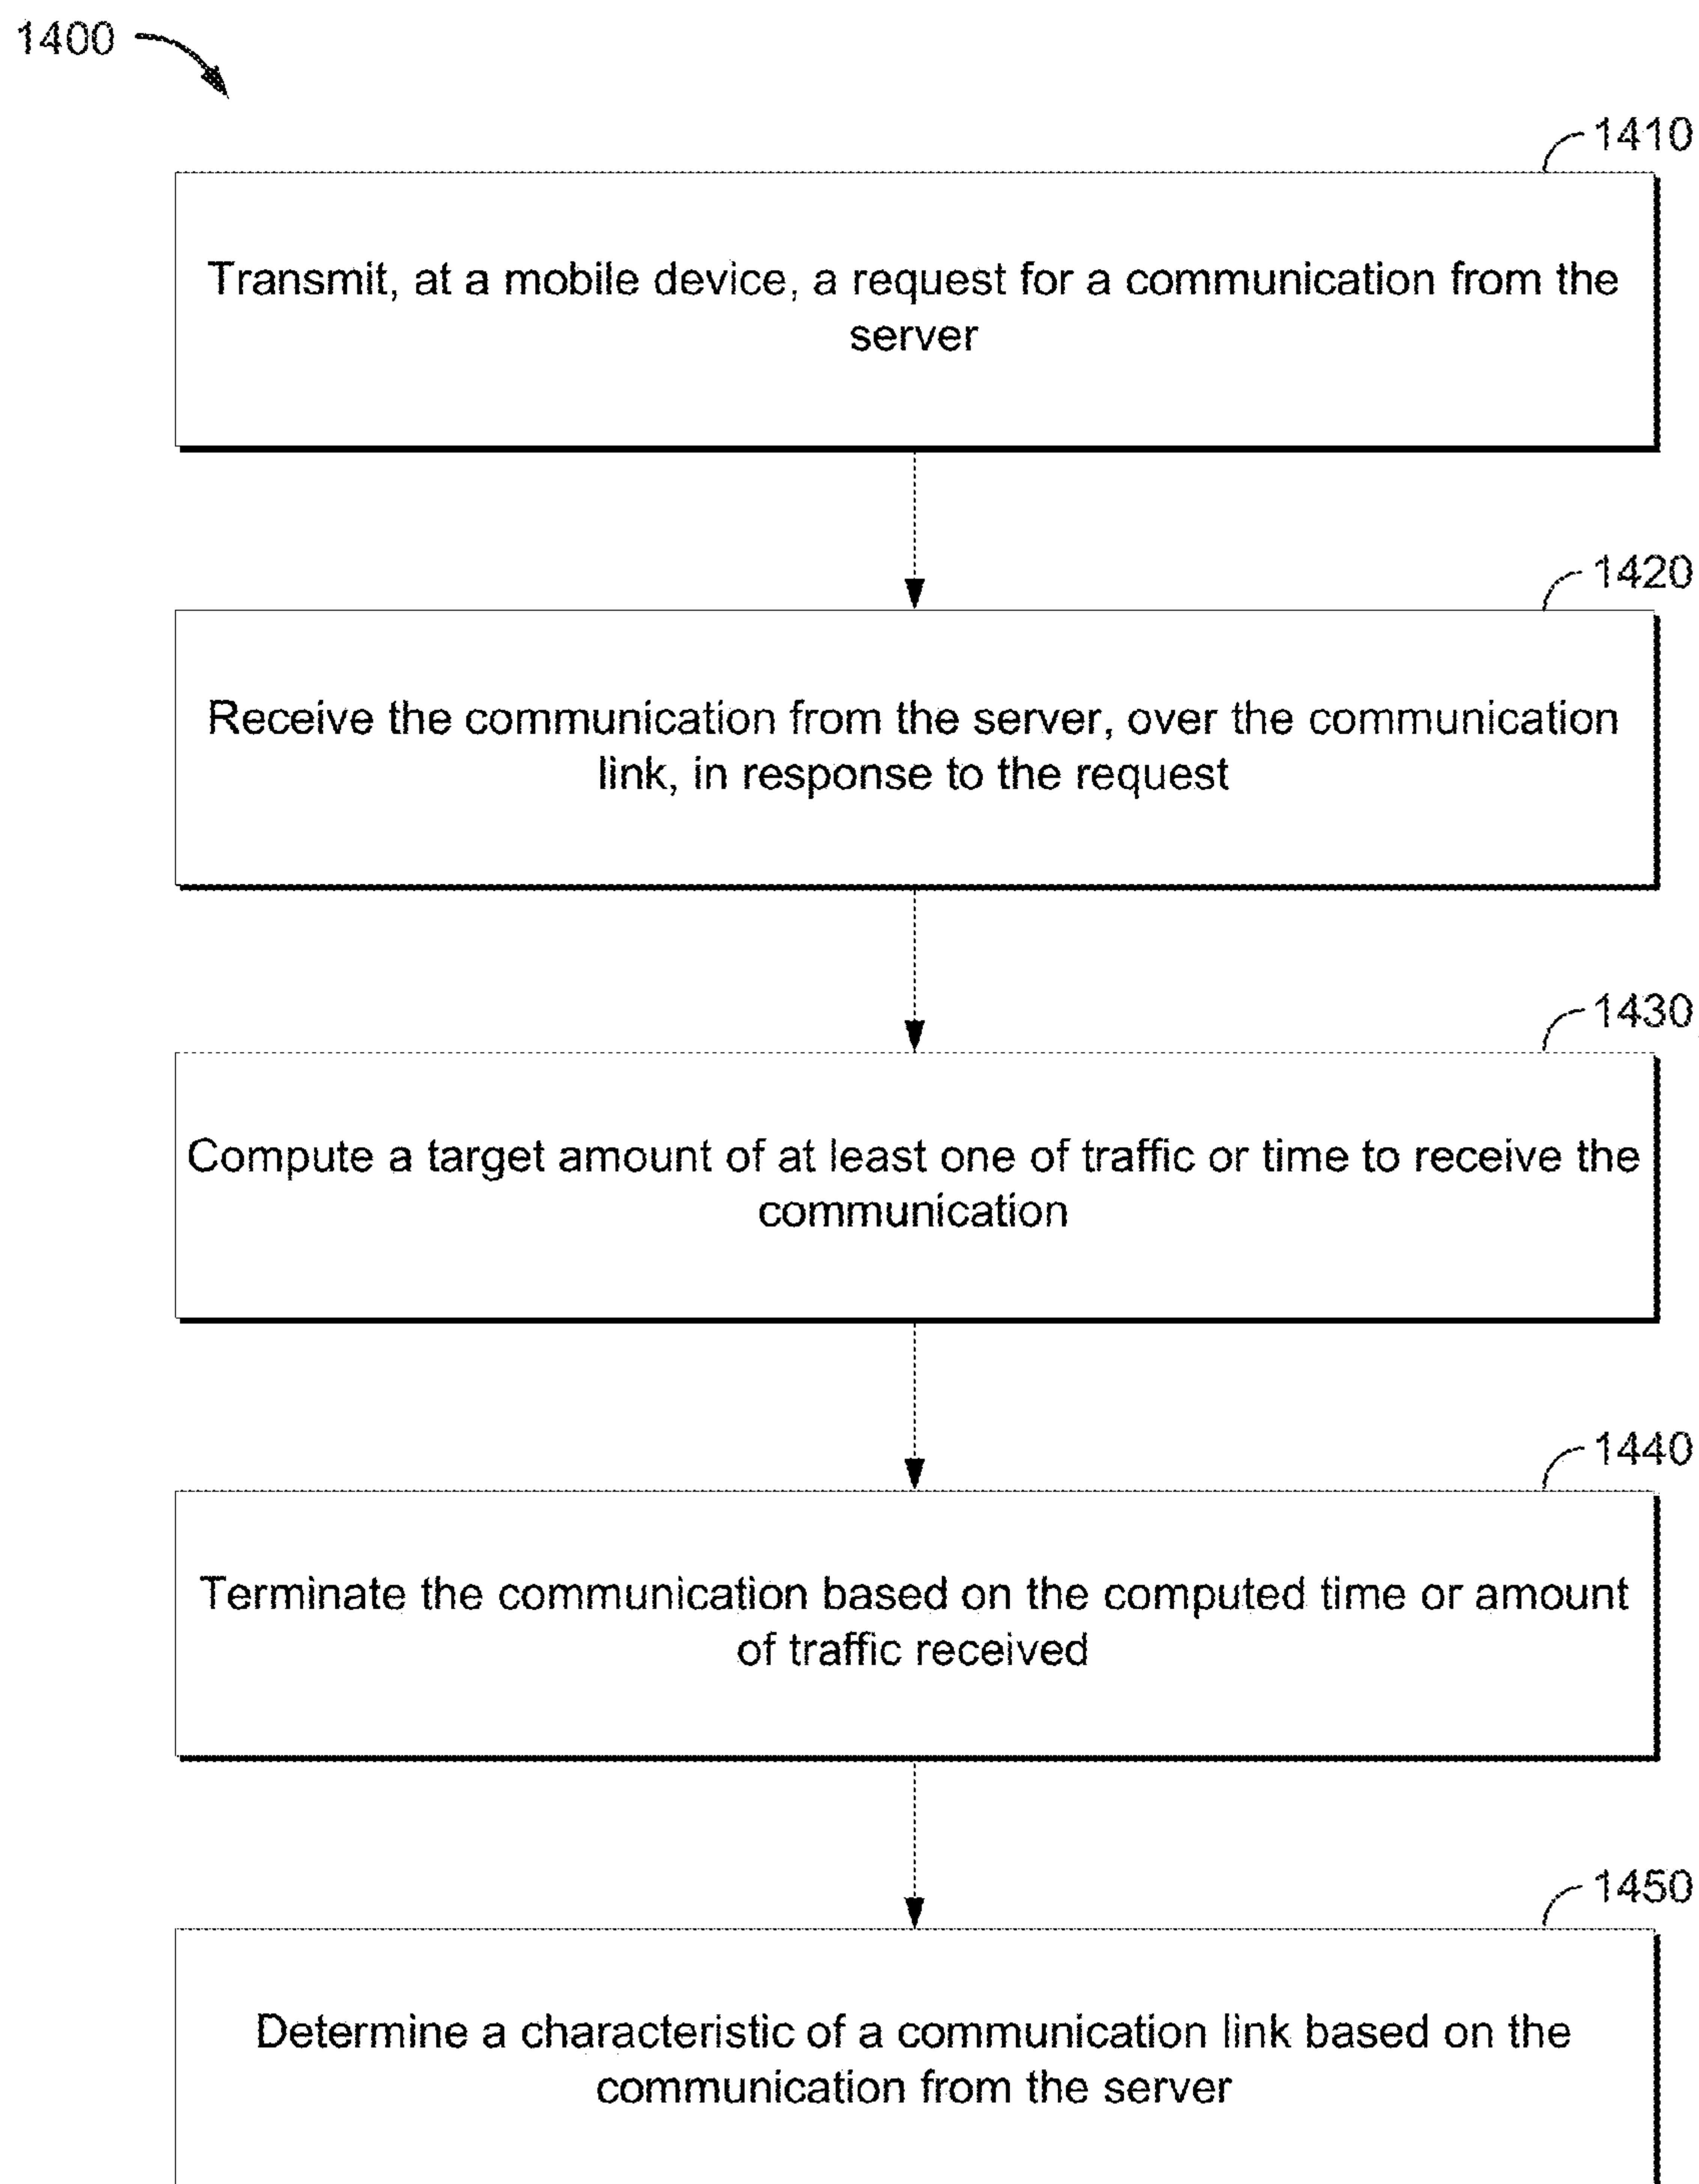 1400
1410
Transmit, at a mobile device, a request for a communication from the
server
1420
Receive the communication from the server, over the communication
link, in response to the request
1430
Compute a target amount of at least one of traffic or time to receive the
communication
1440
Terminate the communication based on the computed time or amount
of traffic received
1450
Determine a characteristic of a communication link based on the
communication from the server